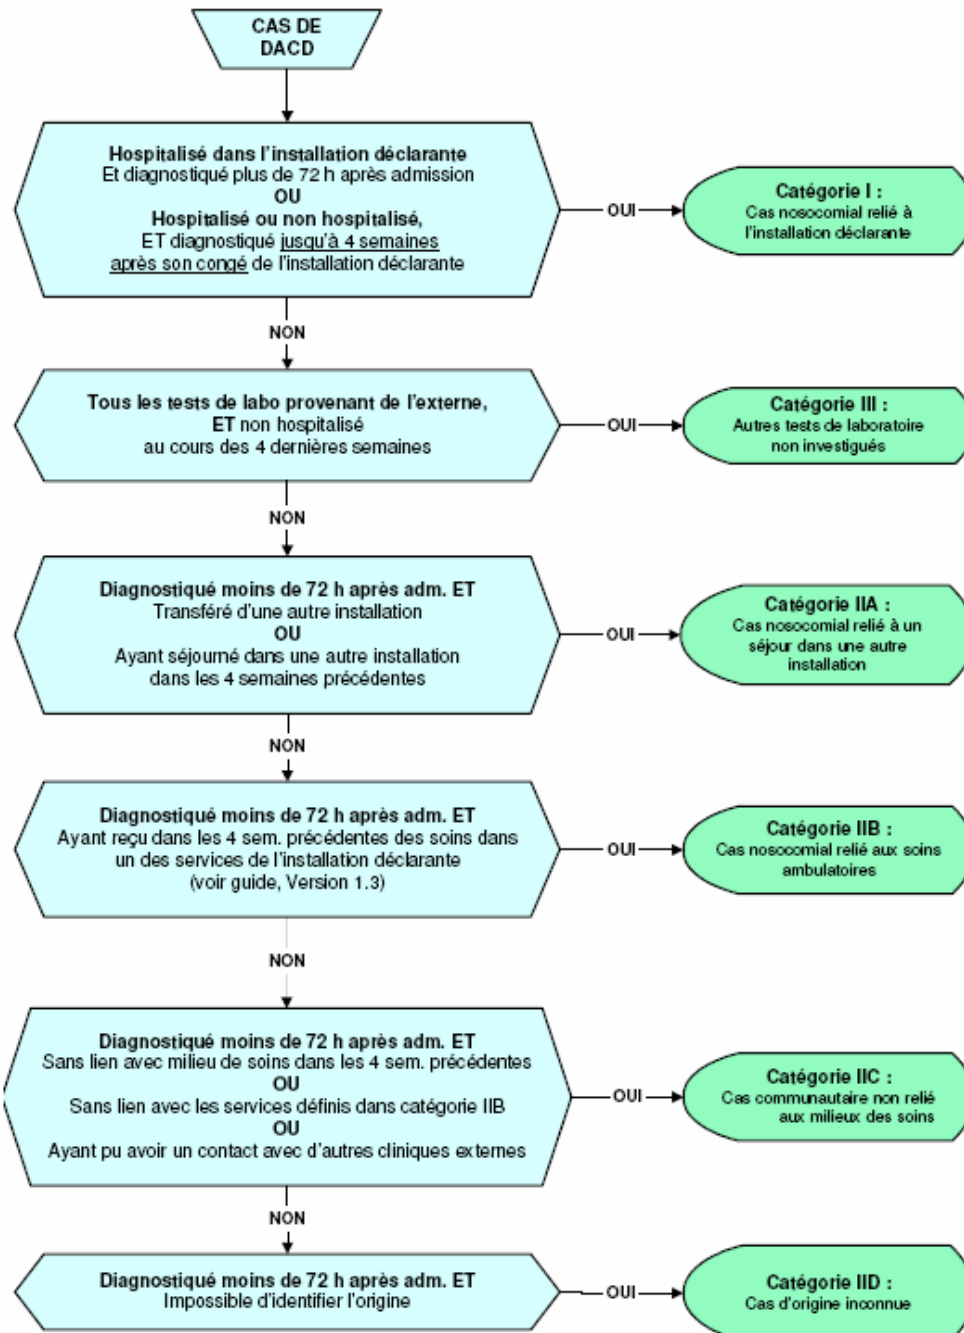 CAS DE
DACD
Hospitalisé dans l'installation déclarante
Et diagnostiqué plus de 72 h après admission
OU
Hospitalisé ou non hospitalisé,
ET diagnostiqué jusqu'à 4 semaines
après son congé de l'installation déclarante
OUI
Catégorie I :
Cas nosocomial relié à
l'installation déclarante
NON
Tous les tests de labo provenant de l'externe,
ET non hospitalisé
au cours des 4 dernières semaines
OUI
Catégorie III :
Autres tests de laboratoire
non investigués
NON
Diagnostiqué moins de 72 h après adm. ET
Transféré d'une autre installation
OU
Ayant séjourné dans une autre installation
dans les 4 semaines précédentes
OUI
Catégorie IIA :
Cas nosocomial relié à un
séjour dans une autre
installation
NON
Diagnostiqué moins de 72 h après adm. ET
Ayant reçu dans les 4 sem. précédentes des soins dans
un des services de l'installation déclarante
(voir guide, Version 1.3)
OUI
Catégorie IIB :
Cas nosocomial relié aux soins
ambulatoires
NON
Diagnostiqué moins de 72 h après adm. ET
Sans lien avec milieu de soins dans les 4 sem. précédentes
OU
Sans lien avec les services définis dans catégorie IIB
OU
Ayant pu avoir un contact avec d'autres cliniques externes
OUI
Catégorie IIC :
Cas communautaire non relié
aux milieux des soins
NON
Diagnostiqué moins de 72 h après adm. ET
Impossible d'identifier l'origine
OUI
Catégorie IID :
Cas d'origine inconnue